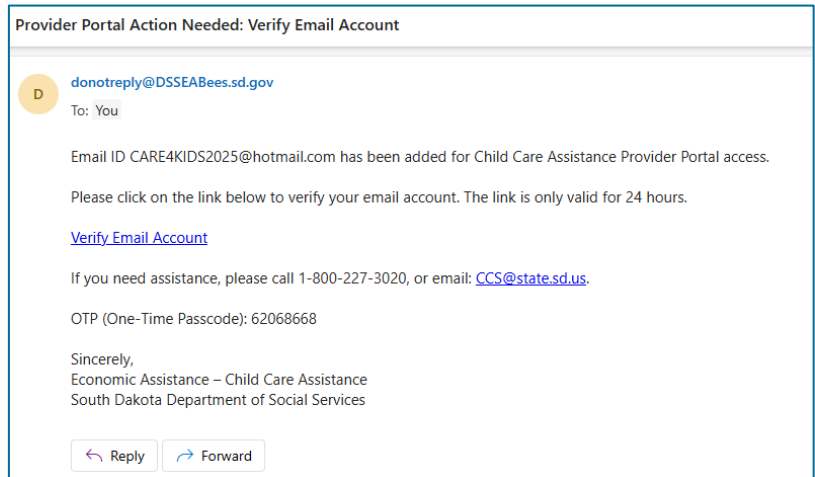 Provider Portal Action Needed: Verify Email Account
D
donotreply@DSSEABees.sd.gov
To: You
Email ID CARE4KIDS2025@hotmail.com has been added for Child Care Assistance Provider Portal access.
Please click on the link below to verify your email account. The link is only valid for 24 hours.
Verify Email Account
If you need assistance, please call 1-800-227-3020, or email: CCS@state.sd.us.
OTP (One-Time Passcode): 62068668
Sincerely,
Economic Assistance – Child Care Assistance
South Dakota Department of Social Services
Reply Forward